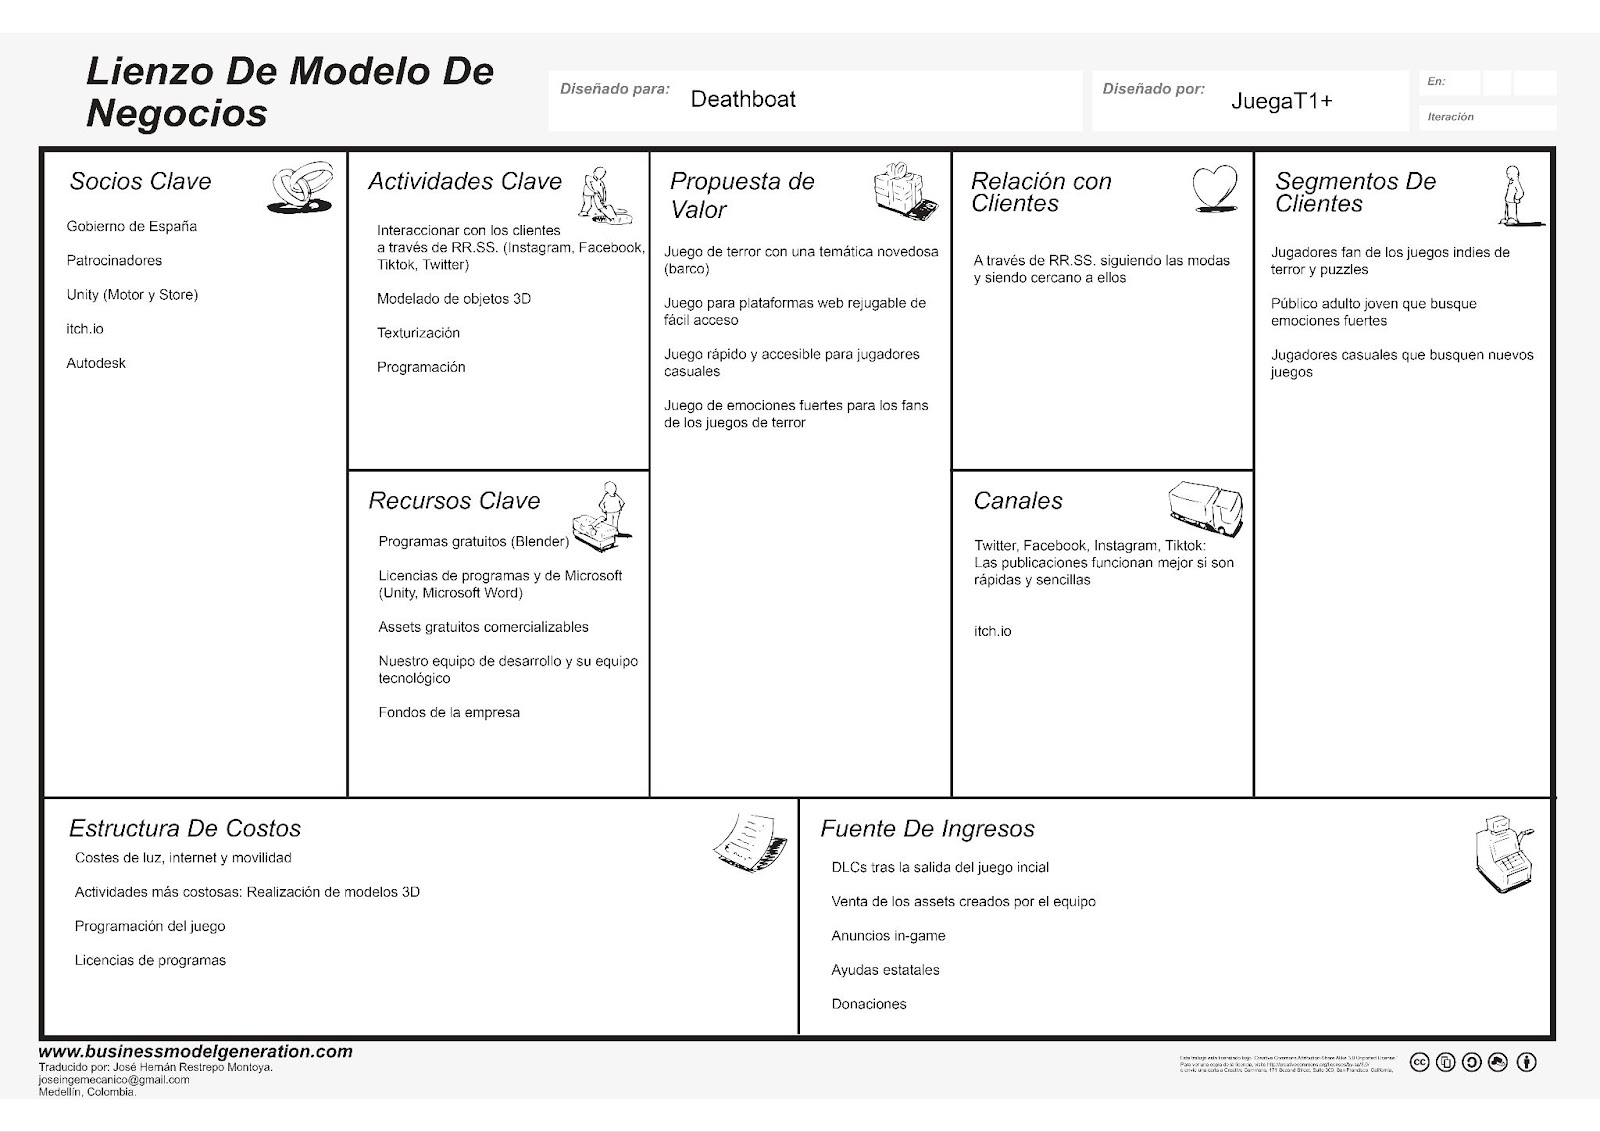 Lienzo De Modelo De
Negocios
Diseñado para:
Deathboat
Diseñado por:
JuegaT1+
En:
Iteración
Socios Clave
Gobierno de España
Patrocinadores
Unity (Motor y Store)
itch.io
Autodesk
Actividades Clave
Interaccionar con los clientes
a través de RR.SS. (Instagram, Facebook,
Tiktok, Twitter)
Modelado de objetos 3D
Texturización
Programación
Recursos Clave
Programas gratuitos (Blender)
Licencias de programas y de Microsoft
(Unity, Microsoft Word)
Assets gratuitos comercializables
Nuestro equipo de desarrollo y su equipo
tecnológico
Fondos de la empresa
Propuesta de
Valor
Juego de terror con una temática novedosa
(barco)
Juego para plataformas web rejugable de
fácil acceso
Juego rápido y accesible para jugadores
casuales
Juego de emociones fuertes para los fans
de los juegos de terror
Relación con
Clientes
A través de RR.SS. siguiendo las modas
y siendo cercano a ellos
Canales
Twitter, Facebook, Instagram, Tiktok:
Las publicaciones funcionan mejor si son
rápidas y sencillas
itch.io
Segmentos De
Clientes
Jugadores fan de los juegos indies de
terror y puzzles
Público adulto joven que busque
emociones fuertes
Jugadores casuales que busquen nuevos
juegos
Estructura De Costos
Costes de luz, internet y movilidad
Actividades más costosas: Realización de modelos 3D
Programación del juego
Licencias de programas
Fuente De Ingresos
DLCs tras la salida del juego incial
Venta de los assets creados por el equipo
Anuncios in-game
Ayudas estatales
Donaciones
www.businessmodelgeneration.com
Traducido por: José Hernán Restrepo Montoya.
joseingemecanico@gmail.com
Medellín, Colombia.
cc